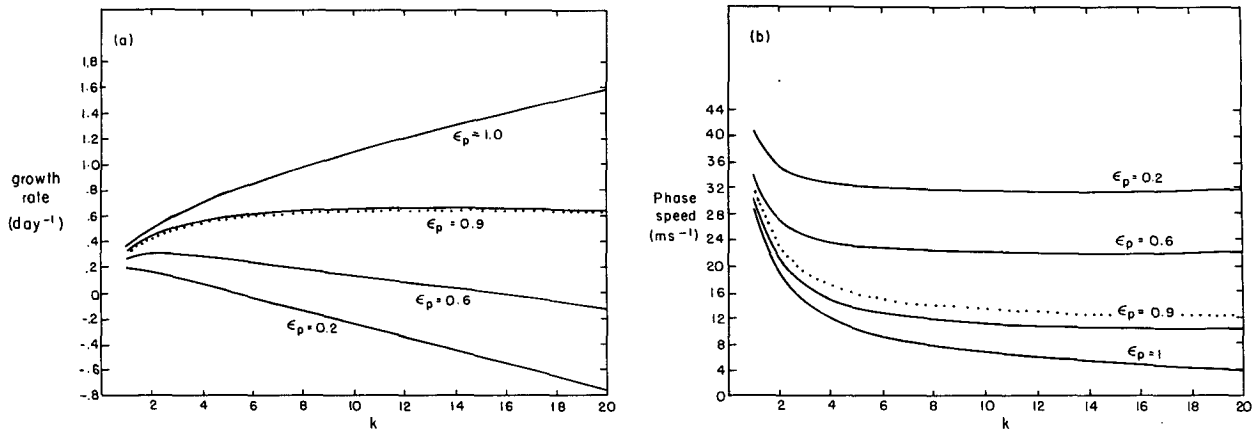 (a)
1.8
1.6
1.4
1.2
1.0
.8
.6
.4
.2
0
-.2
-.4
-.6
-.8
growth
rate
(day⁻¹)
ϵp = 1.0
ϵp = 0.9
ϵp = 0.6
ϵp = 0.2
2 4 6 8 10 12 14 16 18 20
k
(b)
44
40
36
32
28
24
20
16
12
8
4
0
Phase
speed
(ms⁻¹)
ϵp = 0.2
ϵp = 0.6
ϵp = 0.9
ϵp = 1
2 4 6 8 10 12 14 16 18 20
k